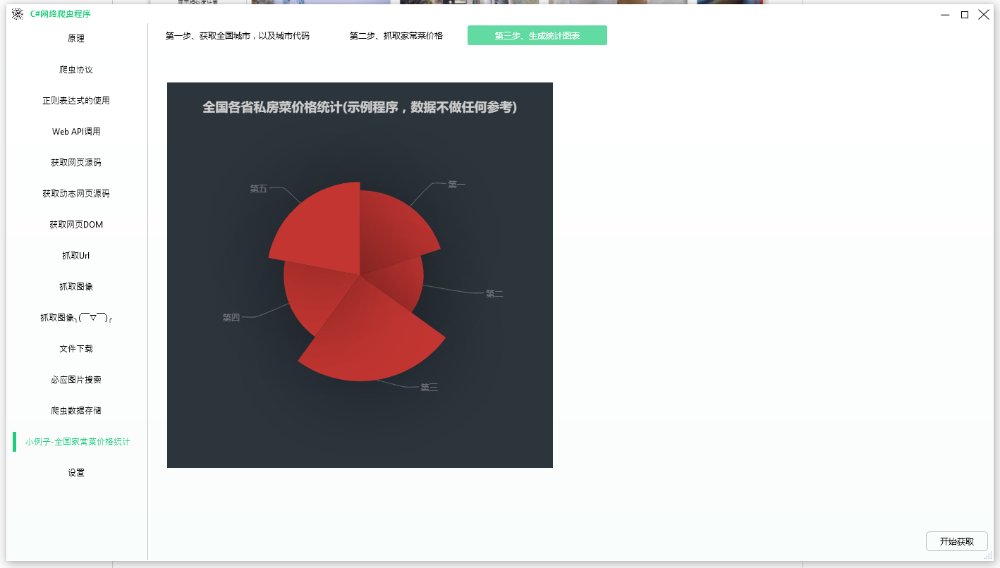 C#网络爬虫程序
原理
爬虫协议
正则表达式的使用
Web API调用
获取网页源码
获取动态网页源码
获取网页DOM
抓取Url
抓取图像
抓取图像╮(￣▽￣)╭
文件下载
必应图片搜索
爬虫数据存储
小例子-全国家常菜价格统计
设置
第一步、获取全国城市，以及城市代码
第二步、抓取家常菜价格
第三步、生成统计图表
全国各省私房菜价格统计(示例程序，数据不做任何参考)
第一
第五
第二
第四
第三
开始获取